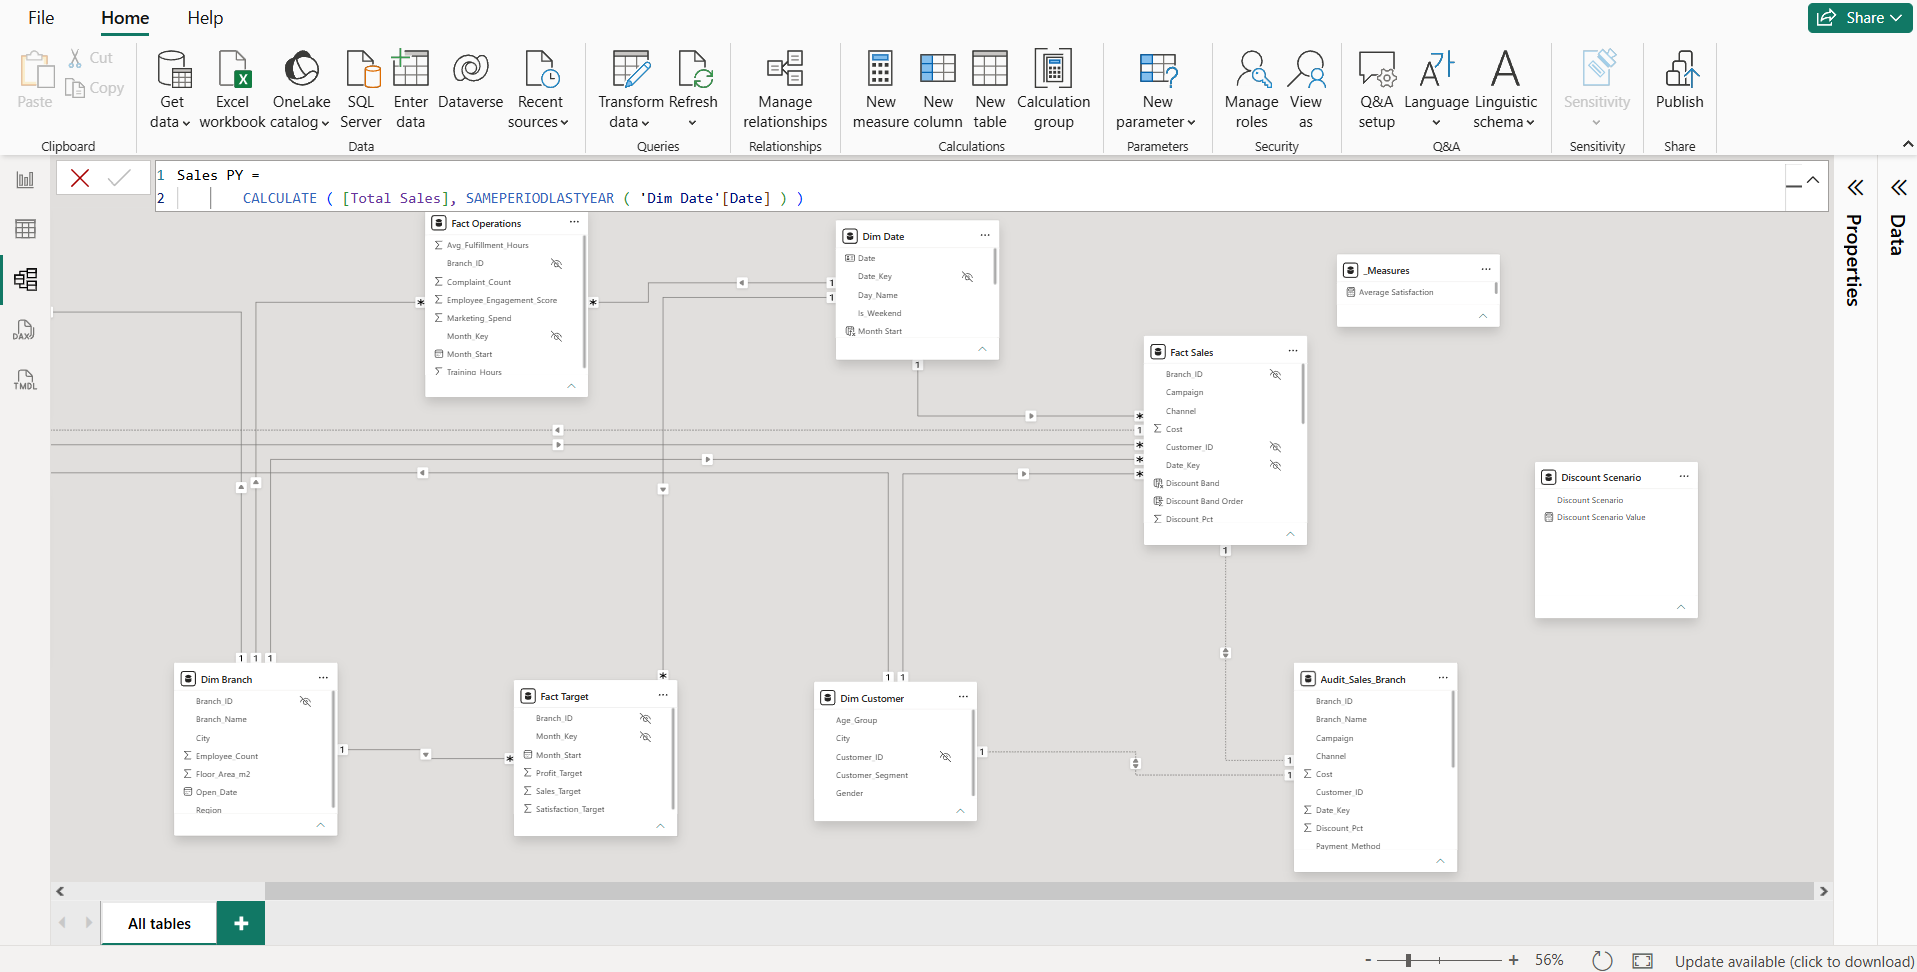 File
Home
Help
Share
Paste
Cut
Copy
Get data
Excel workbook
OneLake catalog
SQL Server
Enter data
Dataverse
Recent sources
Transform data
Refresh
Manage relationships
New measure
New column
New table
Calculation group
New parameter
Manage roles
View as
Q&A setup
Language
Linguistic schema
Sensitivity
Publish
Clipboard
Data
Queries
Relationships
Calculations
Parameters
Security
Q&A
Sensitivity
Share
1 Sales PY =
2 CALCULATE ( [Total Sales], SAMEPERIODLASTYEAR ( 'Dim Date'[Date] ) )
DAX
TMDL
Properties
Data
Fact Operations
Avg_Fulfillment_Hours
Branch_ID
Complaint_Count
Employee_Engagement_Score
Marketing_Spend
Month_Key
Month_Start
Training_Hours
Dim Date
Date
Date_Key
Day_Name
Is_Weekend
Month Start
_Measures
Average Satisfaction
Fact Sales
Branch_ID
Campaign
Channel
Cost
Customer_ID
Date_Key
Discount Band
Discount Band Order
Discount_Pct
Discount Scenario
Discount Scenario
Discount Scenario Value
Dim Branch
Branch_ID
Branch_Name
City
Employee_Count
Floor_Area_m2
Open_Date
Region
Fact Target
Branch_ID
Month_Key
Month_Start
Profit_Target
Sales_Target
Satisfaction_Target
Dim Customer
Age_Group
City
Customer_ID
Customer_Segment
Gender
Audit_Sales_Branch
Branch_ID
Branch_Name
Campaign
Channel
Cost
Customer_ID
Date_Key
Discount_Pct
Payment_Method
All tables
56%
Update available (click to download)